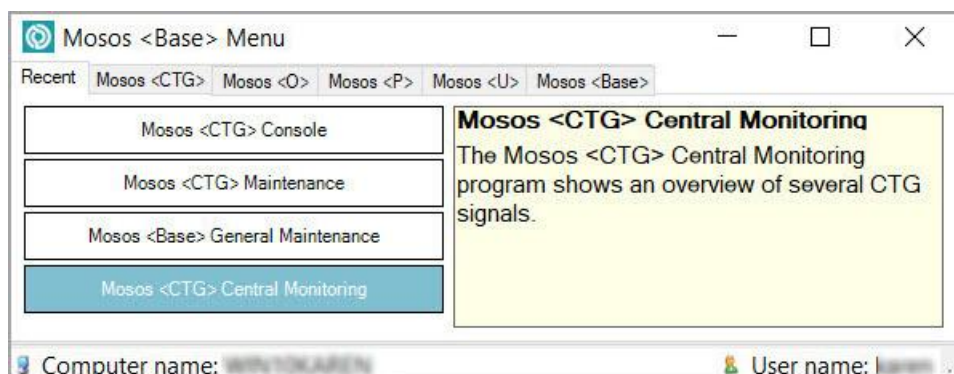 Mosos <Base> Menu
Recent Mosos <CTG> Mosos <O> Mosos <P> Mosos <U> Mosos <Base>
Mosos <CTG> Console
Mosos <CTG> Maintenance
Mosos <Base> General Maintenance
Mosos <CTG> Central Monitoring
Mosos <CTG> Central Monitoring
The Mosos <CTG> Central Monitoring
program shows an overview of several CTG
signals.
Computer name: User name: